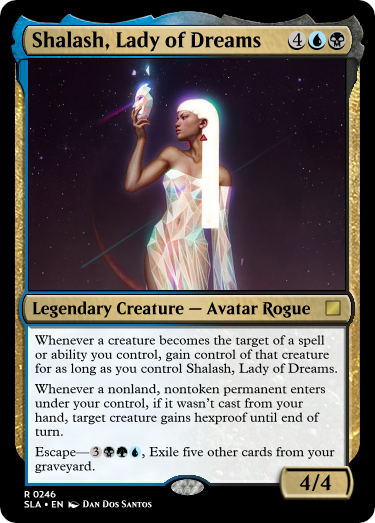 Shalash, Lady of Dreams 4
Legendary Creature — Avatar Rogue
Whenever a creature becomes the target of a spell
or ability you control, gain control of that creature
for as long as you control Shalash, Lady of Dreams.
Whenever a nonland, nontoken permanent enters
under your control, if it wasn't cast from your
hand, target creature gains hexproof until end of
turn.
Escape—3, Exile five other cards from your
graveyard.
4/4
R 0246
SLA • EN Dan Dos Santos